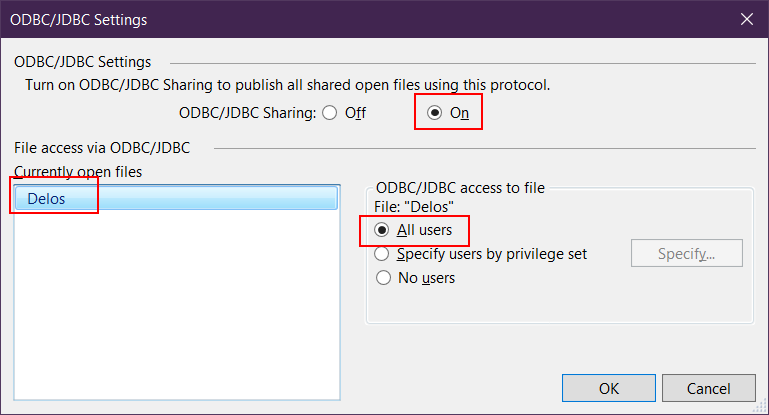 ODBC/JDBC Settings
ODBC/JDBC Settings
Turn on ODBC/JDBC Sharing to publish all shared open files using this protocol.
ODBC/JDBC Sharing: Off On
File access via ODBC/JDBC
Currently open files
Delos
ODBC/JDBC access to file
File: "Delos"
All users
Specify users by privilege set Specify...
No users
OK Cancel